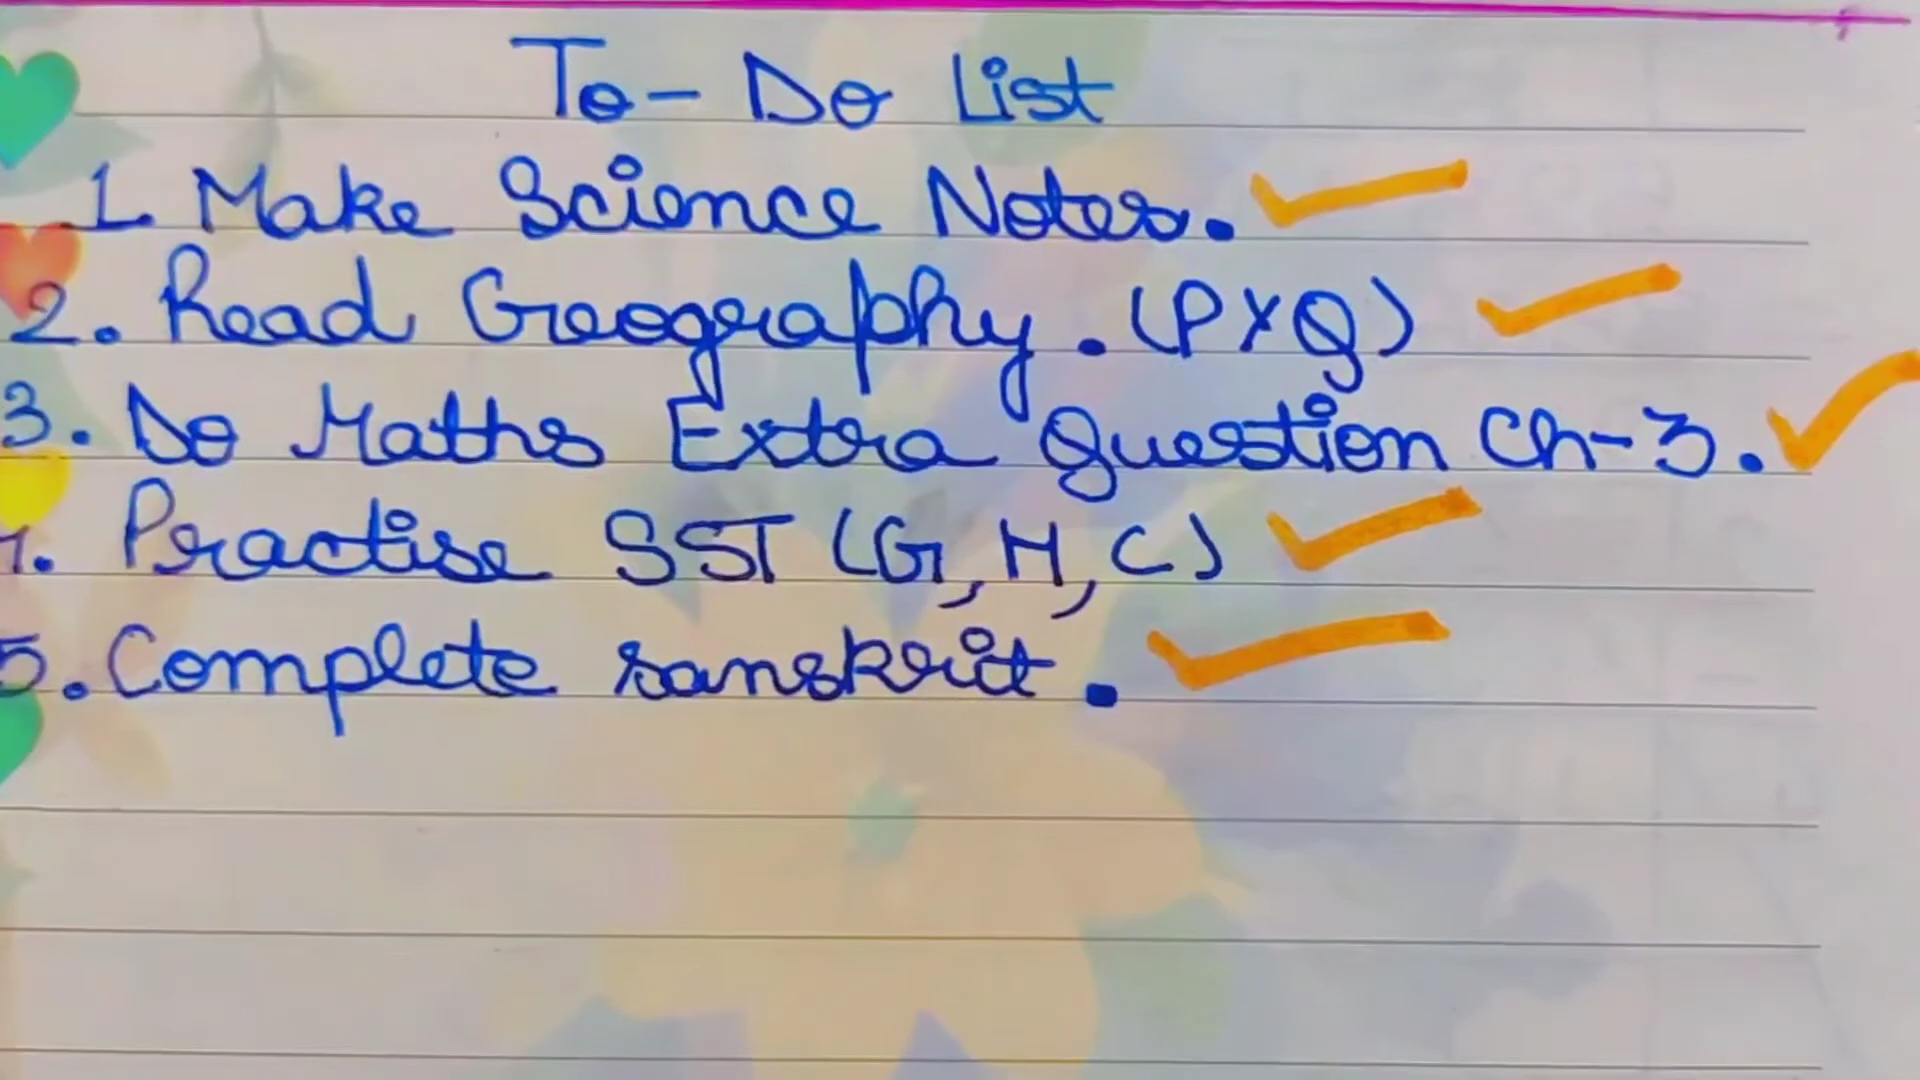 To-Do List
1. Make Science Notes.
2. Read Geography. (PYQ)
3. Do Maths Extra Question Ch-3.
4. Practise SST (G, H, C)
5. Complete sanskrit.